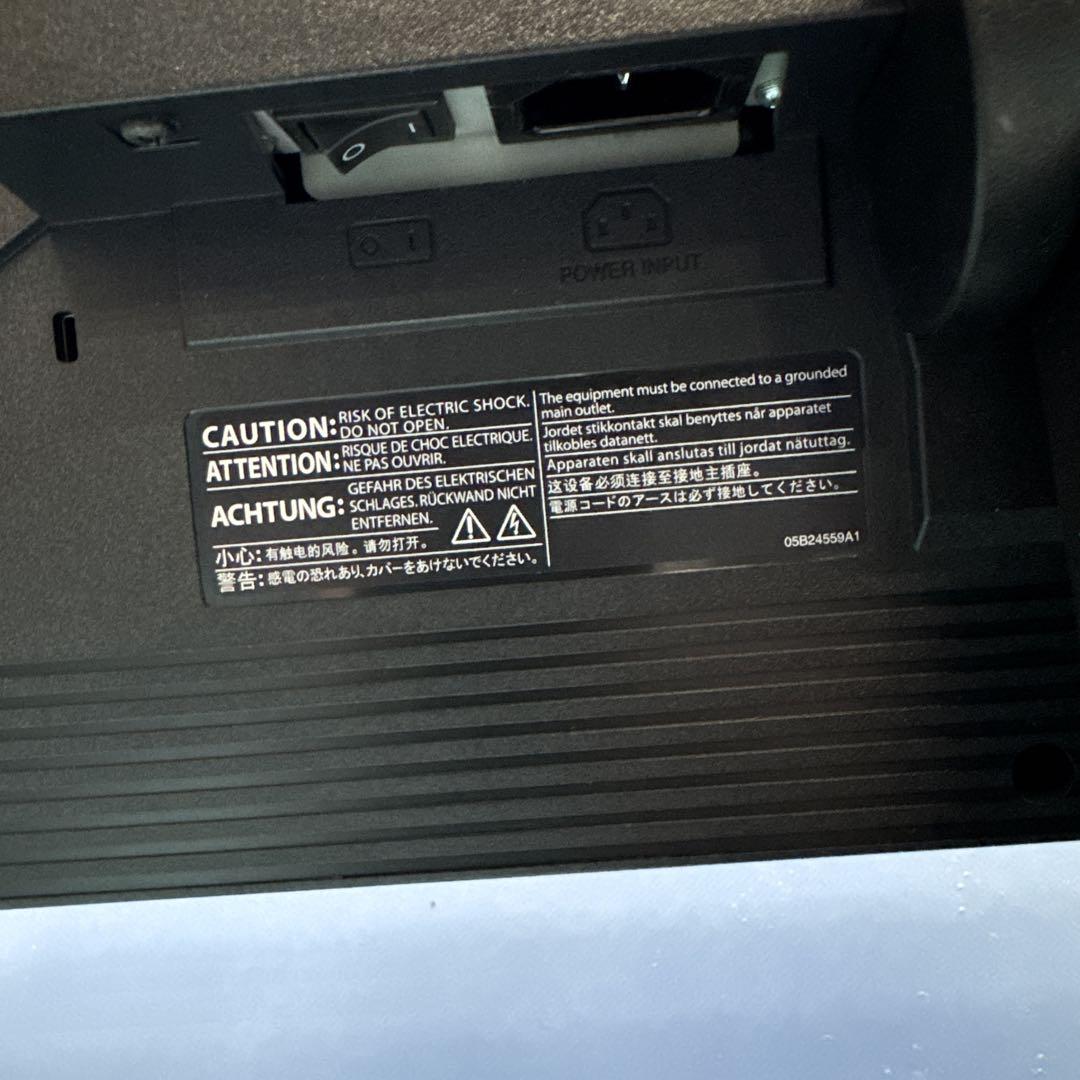 POWER INPUT
CAUTION: RISK OF ELECTRIC SHOCK.
DO NOT OPEN.
ATTENTION: RISQUE DE CHOC ELECTRIQUE.
NE PAS OUVRIR.
ACHTUNG: GEFAHR DES ELEKTRISCHEN
SCHLAGES. RÜCKWAND NICHT
ENTFERNEN.
小心: 有触电的风险。请勿打开。
警告: 感電の恐れあり、カバーをあけないでください。
The equipment must be connected to a grounded
main outlet.
Jordet stikkontakt skal benyttes når apparatet
tilkobles datanett.
Apparaten skall anslutas till jordat nätuttag.
这设备必须连接至接地主插座。
電源コードのアースは必ず接地してください。
05B24559A1